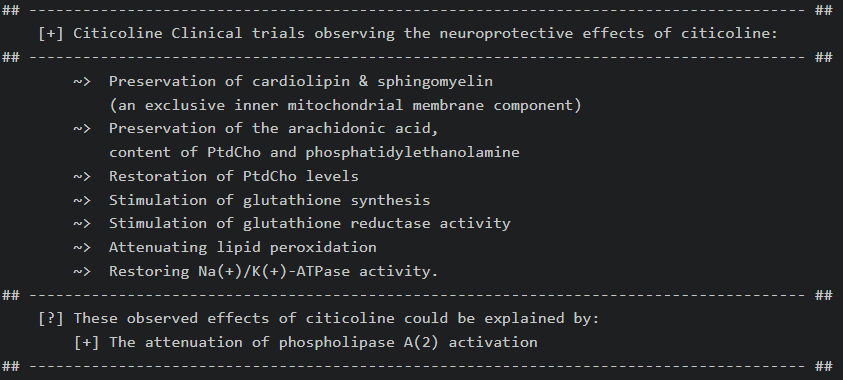 ## --------------------------------------------------------------------------------------- ##
[+] Citicoline Clinical trials observing the neuroprotective effects of citicoline:
## --------------------------------------------------------------------------------------- ##
~> Preservation of cardiolipin & sphingomyelin
(an exclusive inner mitochondrial membrane component)
~> Preservation of the arachidonic acid,
content of PtdCho and phosphatidylethanolamine
~> Restoration of PtdCho levels
~> Stimulation of glutathione synthesis
~> Stimulation of glutathione reductase activity
~> Attenuating lipid peroxidation
~> Restoring Na(+)/K(+)-ATPase activity.
## --------------------------------------------------------------------------------------- ##
[?] These observed effects of citicoline could be explained by:
[+] The attenuation of phospholipase A(2) activation
## --------------------------------------------------------------------------------------- ##